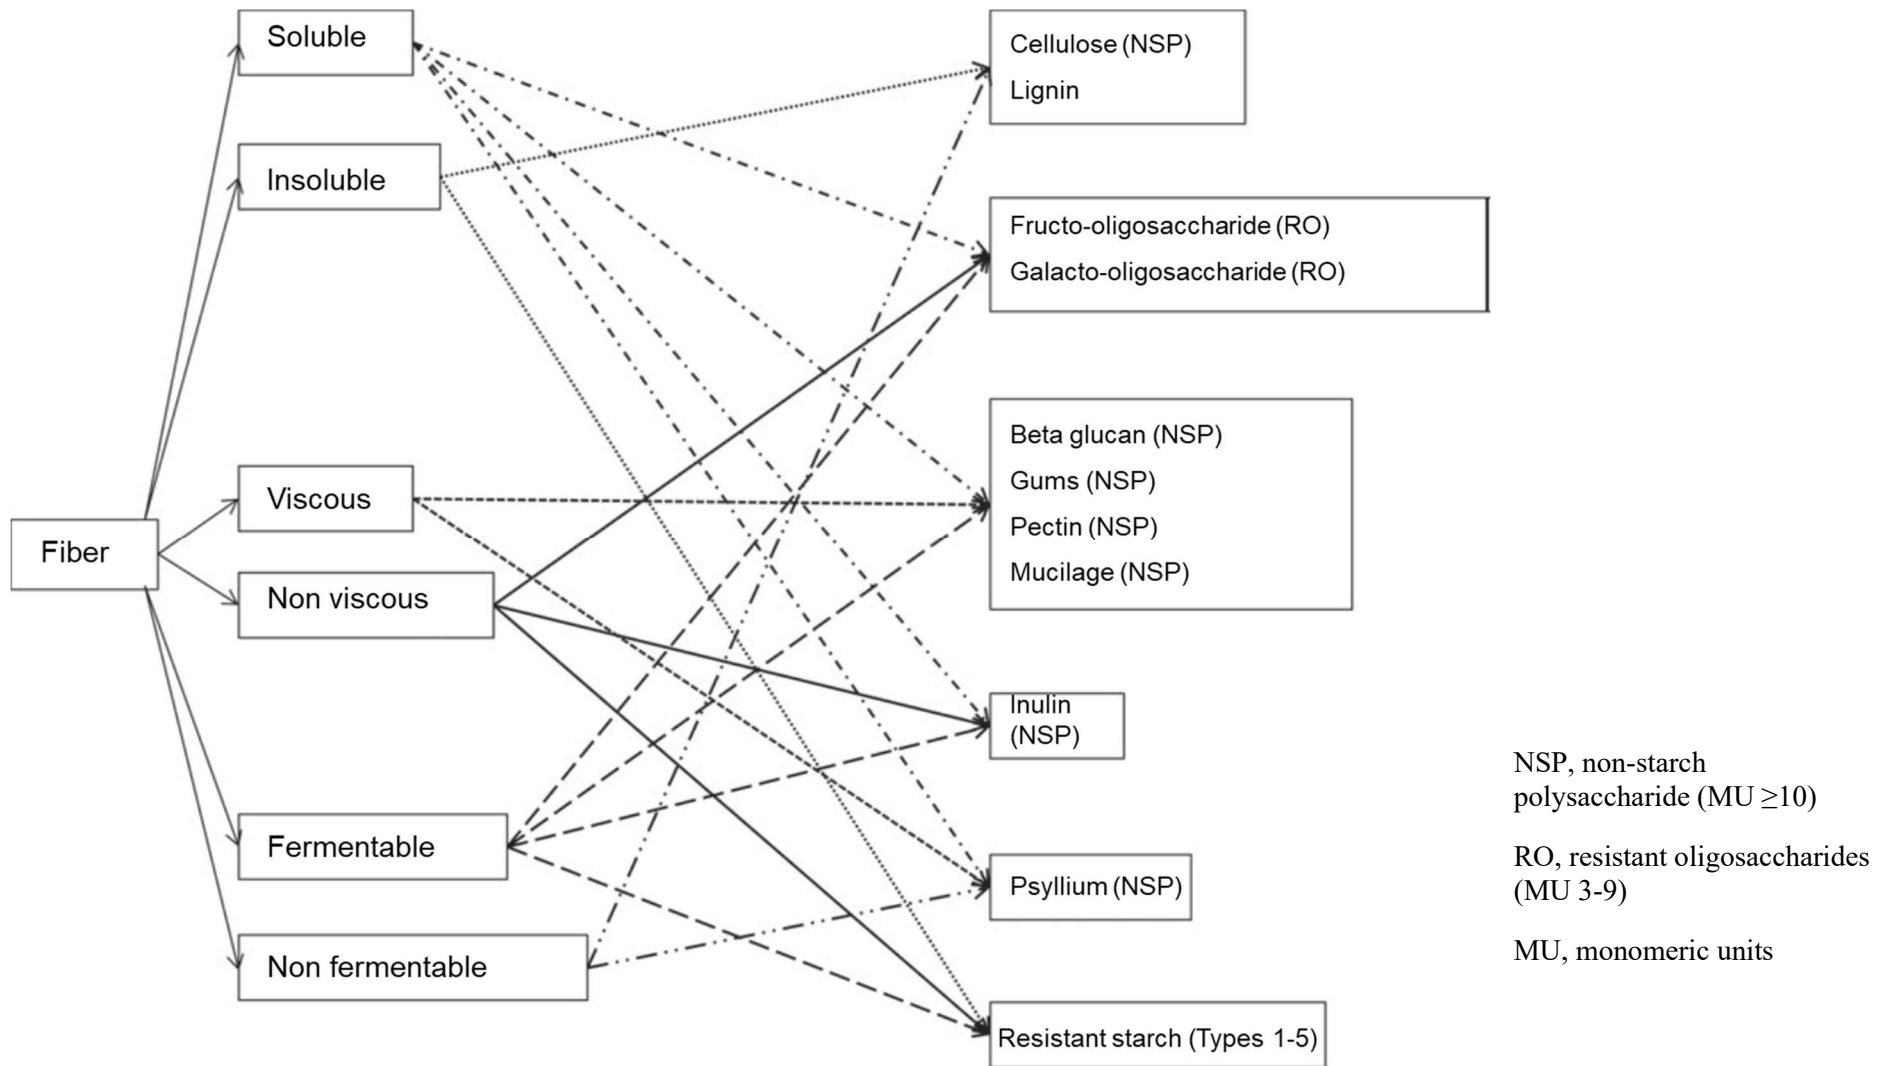 Fiber
Soluble
Insoluble
Viscous
Non viscous
Fermentable
Non fermentable
Cellulose (NSP)
Lignin
Fructo-oligosaccharide (RO)
Galacto-oligosaccharide (RO)
Beta glucan (NSP)
Gums (NSP)
Pectin (NSP)
Mucilage (NSP)
Inulin
(NSP)
Psyllium (NSP)
Resistant starch (Types 1-5)
NSP, non-starch
polysaccharide (MU ≥10)
RO, resistant oligosaccharides
(MU 3-9)
MU, monomeric units